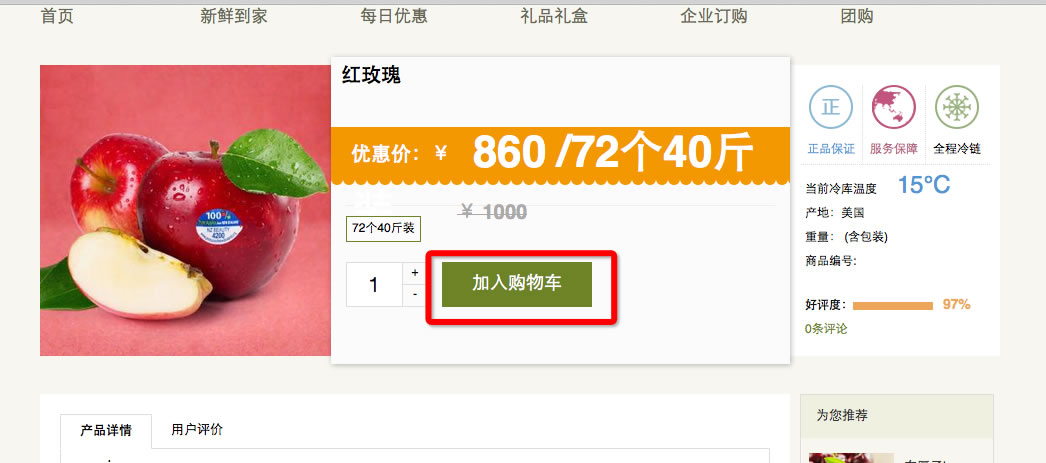 首页 新鲜到家 每日优惠 礼品礼盒 企业订购 团购
红玫瑰
优惠价：￥ 860 /72个40斤
￥ 1000
72个40斤装
1
+
-
加入购物车
100%
NZ BEAUTY
4200
正
正品保证 服务保障 全程冷链
当前冷库温度 15℃
产地：美国
重量： (含包装)
商品编号:
好评度： 97%
0条评论
产品详情 用户评价
为您推荐